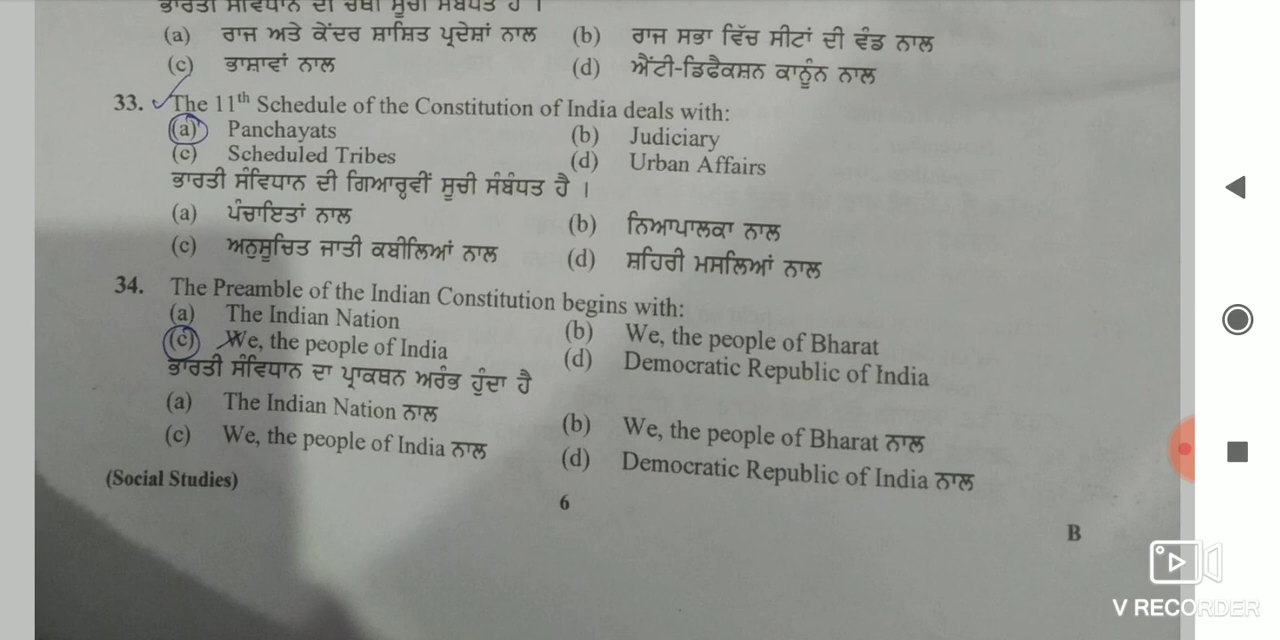 ਭਾਰਤੀ ਸੰਵਿਧਾਨ ਦੀ ਚੌਥੀ ਸੂਚੀ ਸੰਬੰਧਤ ਹੈ ।
(a) ਰਾਜ ਅਤੇ ਕੇਂਦਰ ਸ਼ਾਸ਼ਿਤ ਪ੍ਰਦੇਸ਼ਾਂ ਨਾਲ (b) ਰਾਜ ਸਭਾ ਵਿੱਚ ਸੀਟਾਂ ਦੀ ਵੰਡ ਨਾਲ
(c) ਭਾਸ਼ਾਵਾਂ ਨਾਲ (d) ਐਂਟੀ-ਡਿਫੈਕਸ਼ਨ ਕਾਨੂੰਨ ਨਾਲ
33. The 11th Schedule of the Constitution of India deals with:
(a) Panchayats (b) Judiciary
(c) Scheduled Tribes (d) Urban Affairs
ਭਾਰਤੀ ਸੰਵਿਧਾਨ ਦੀ ਗਿਆਰ੍ਹਵੀਂ ਸੂਚੀ ਸੰਬੰਧਤ ਹੈ ।
(a) ਪੰਚਾਇਤਾਂ ਨਾਲ (b) ਨਿਆਪਾਲਕਾ ਨਾਲ
(c) ਅਨੁਸੂਚਿਤ ਜਾਤੀ ਕਬੀਲਿਆਂ ਨਾਲ (d) ਸ਼ਹਿਰੀ ਮਸਲਿਆਂ ਨਾਲ
34. The Preamble of the Indian Constitution begins with:
(a) The Indian Nation (b) We, the people of Bharat
(c) We, the people of India (d) Democratic Republic of India
ਭਾਰਤੀ ਸੰਵਿਧਾਨ ਦਾ ਪ੍ਰਾਕਥਨ ਅਰੰਭ ਹੁੰਦਾ ਹੈ
(a) The Indian Nation ਨਾਲ (b) We, the people of Bharat ਨਾਲ
(c) We, the people of India ਨਾਲ (d) Democratic Republic of India ਨਾਲ
(Social Studies)
6
B
V RECORDER